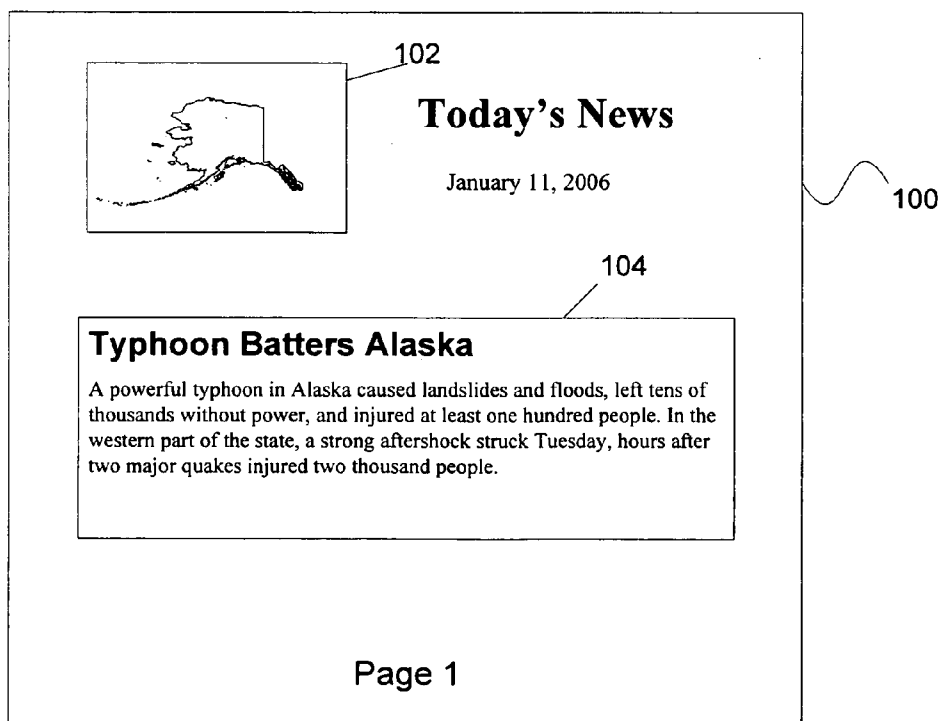 102
Today's News
January 11, 2006
100
104
Typhoon Batters Alaska
A powerful typhoon in Alaska caused landslides and floods, left tens of
thousands without power, and injured at least one hundred people. In the
western part of the state, a strong aftershock struck Tuesday, hours after
two major quakes injured two thousand people.
Page 1